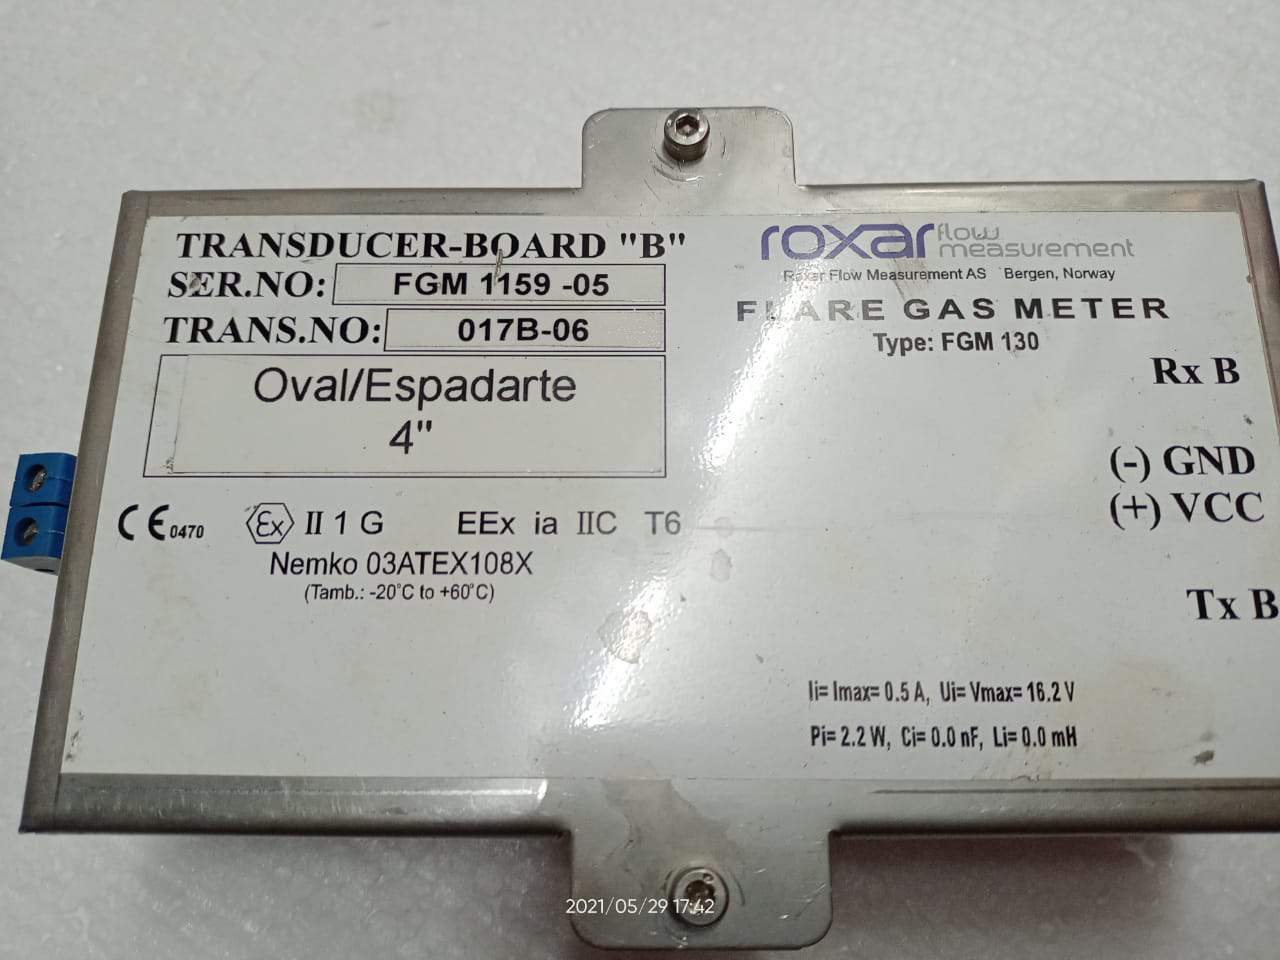 TRANSDUCER-BOARD "B"
SER.NO: FGM 1159 -05
TRANS.NO: 017B-06
Oval/Espadarte
4"
CE 0470 Ex II 1 G EEx ia IIC T6
Nemko 03ATEX108X
(Tamb.: -20°C to +60°C)
roxar flow measurement
Roxar Flow Measurement AS Bergen, Norway
FLARE GAS METER
Type: FGM 130
Rx B
(-) GND
(+) VCC
Tx B
Ii= Imax= 0.5 A, Ui= Vmax= 16.2 V
Pi= 2.2 W, Ci= 0.0 nF, Li= 0.0 mH
2021/05/29 17:42